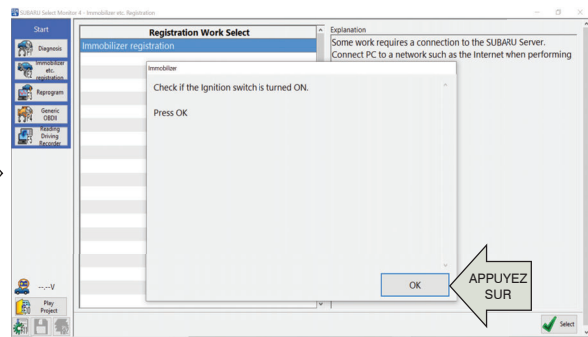 SUBARU Select Monitor 4 - Immobilizer etc. Registration
Start
Diagnosis
Immobilizer
etc.
registration
Reprogram
Generic
OBDII
Reading
Driving
Recorder
--.--V
Play
Project
Registration Work Select
Immobilizer registration
Explanation
Some work requires a connection to the SUBARU Server.
Connect PC to a network such as the Internet when performing
Immobilizer
Check if the Ignition switch is turned ON.
Press OK
OK
APPUYEZ
SUR
Select